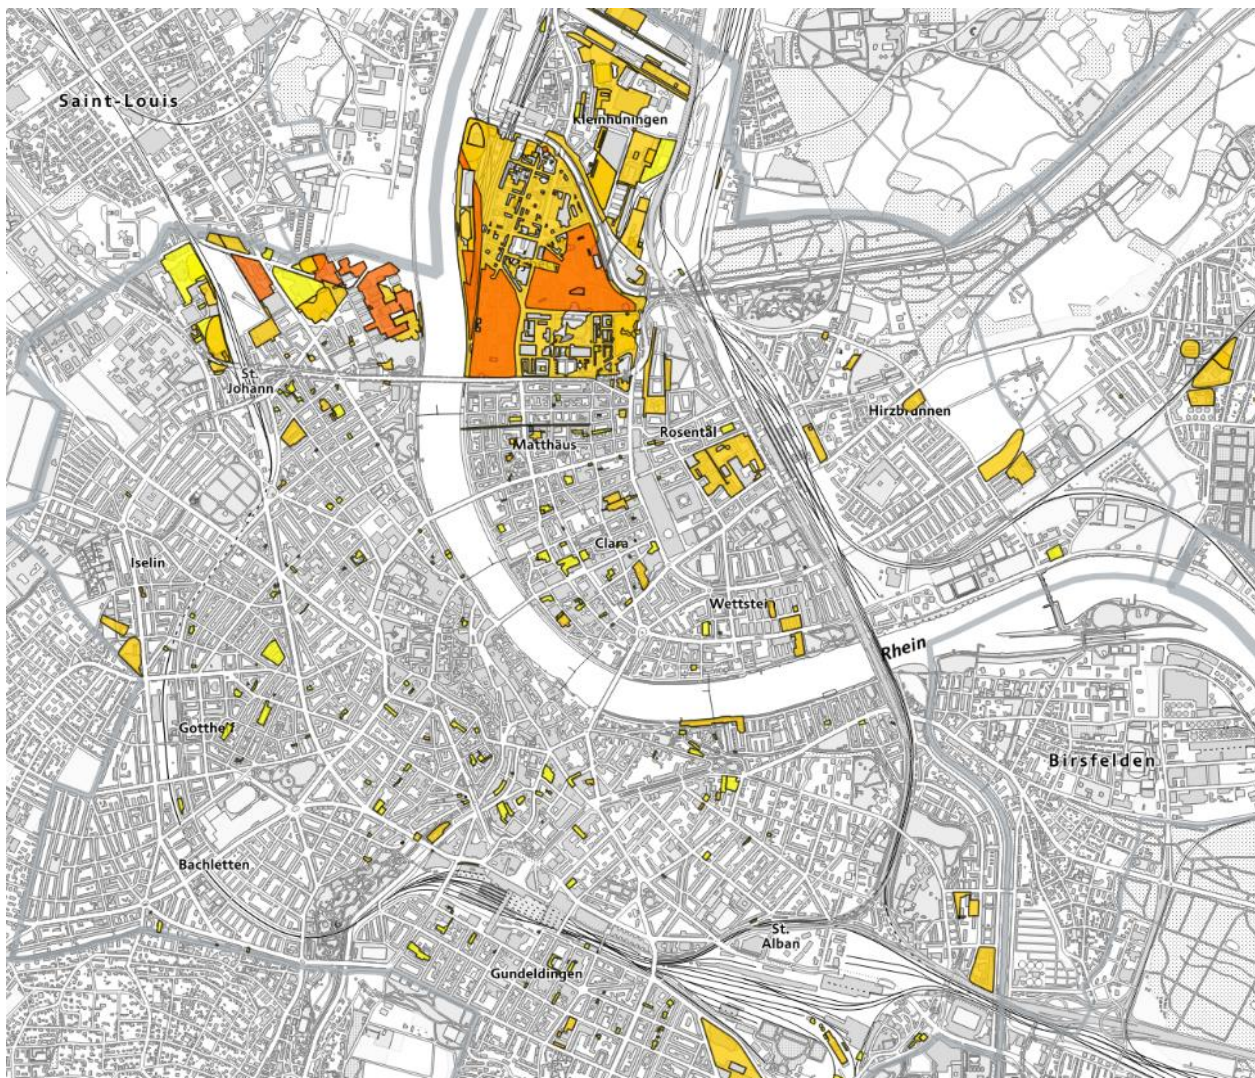 Saint-Louis
Kleinhüningen
St.
Johann
Hirzbrunnen
Matthäus
Rosental
Clara
Iselin
Wettstein
Rhein
Gotthelf
Birsfelden
Bachletten
St.
Alban
Gundeldingen